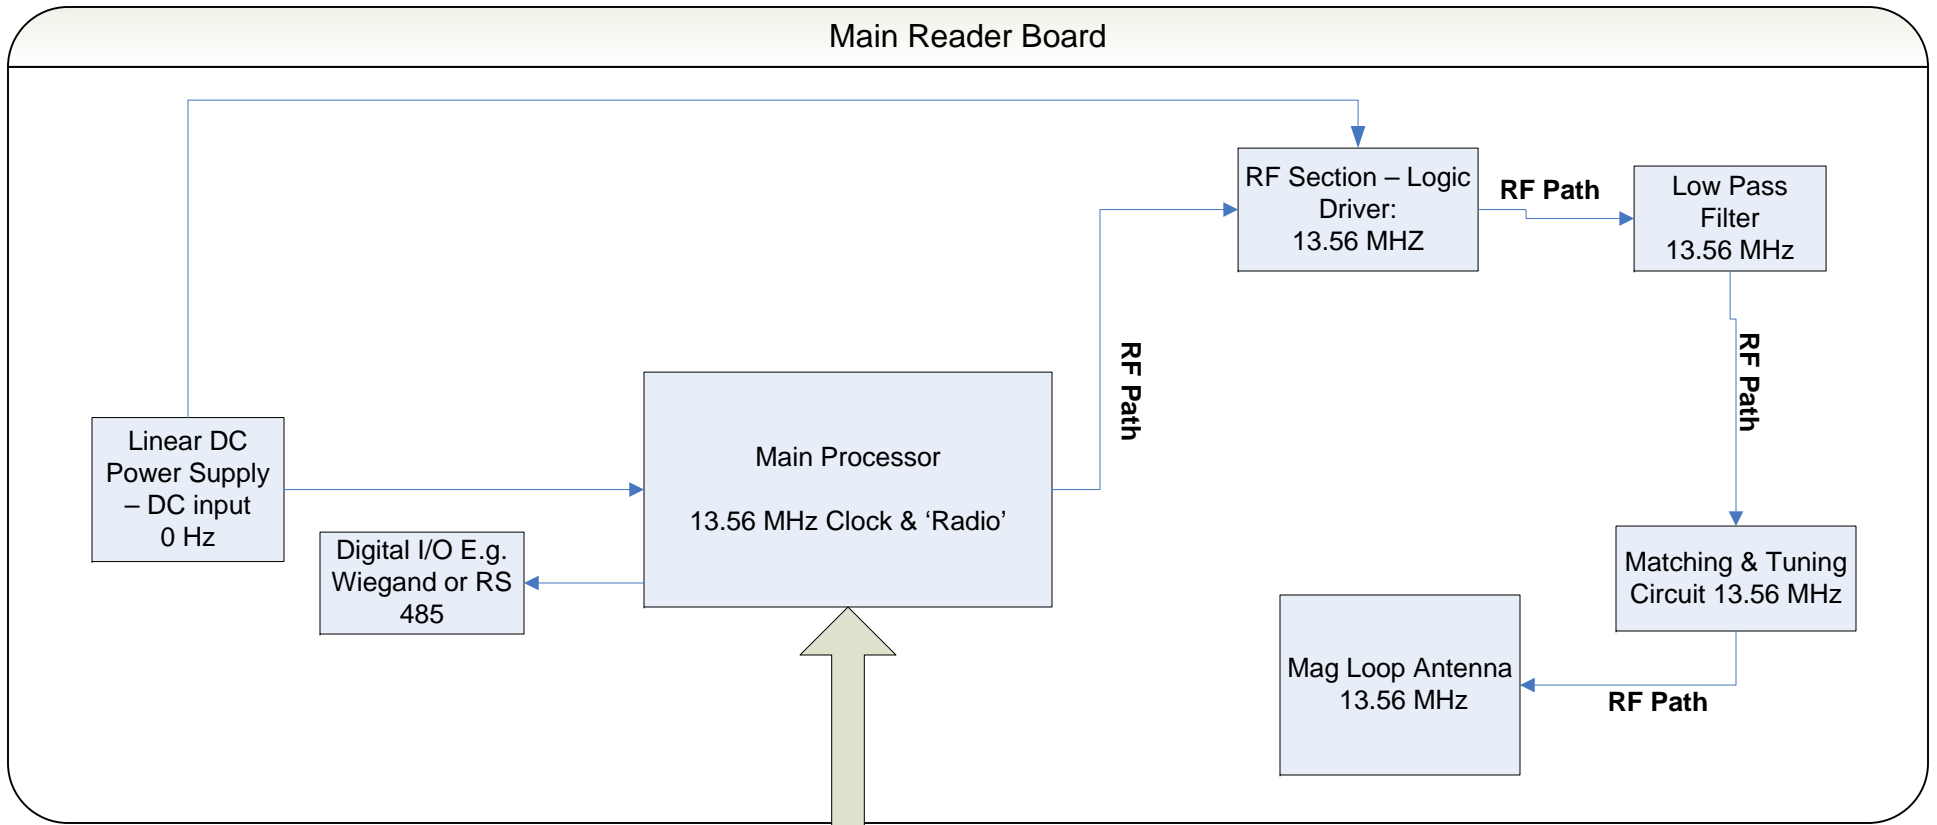 Main Reader Board
RF Section – Logic
Driver:
13.56 MHZ
RF Path
Low Pass
Filter
13.56 MHz
RF Path
RF Path
Linear DC
Power Supply
– DC input
0 Hz
Main Processor
13.56 MHz Clock & ‘Radio’
Digital I/O E.g.
Wiegand or RS
485
Matching & Tuning
Circuit 13.56 MHz
Mag Loop Antenna
13.56 MHz
RF Path